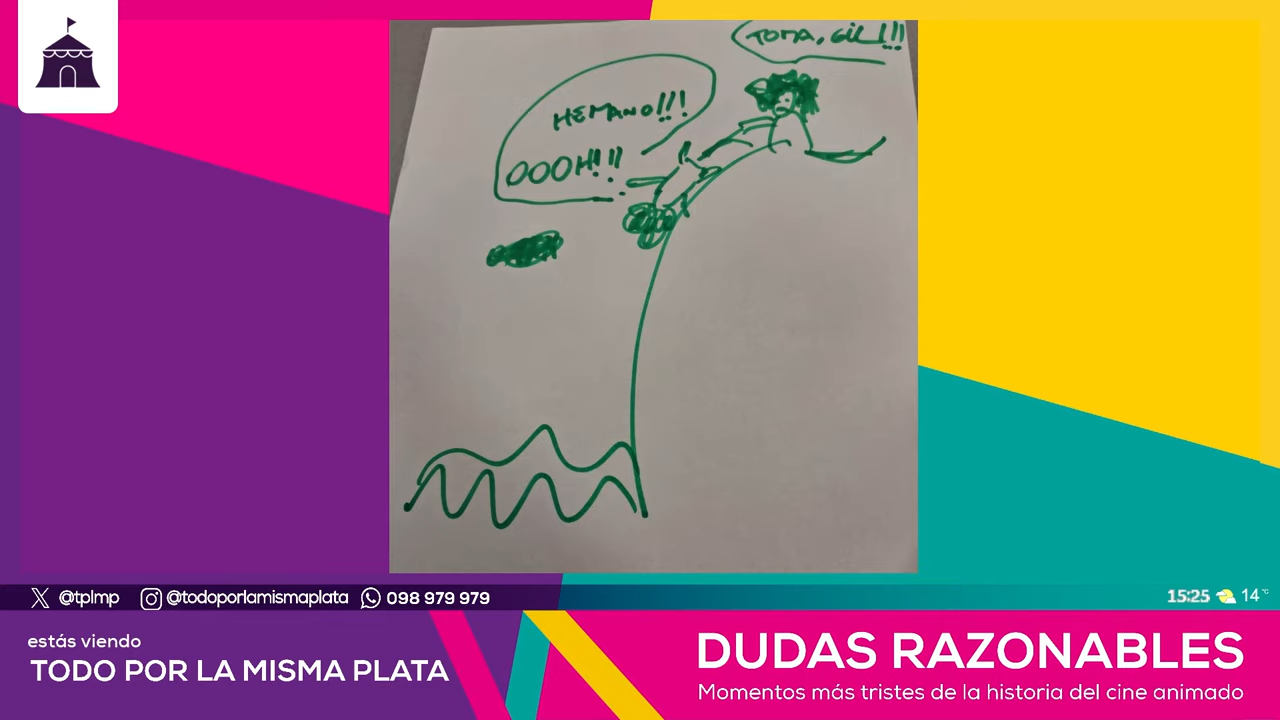 TOMA, GIL!!!
HEMANO!!!
OOOH!!!
@tplmp
@todoporlamismaplata
098 979 979
15:25
14°C
estás viendo
TODO POR LA MISMA PLATA
DUDAS RAZONABLES
Momentos más tristes de la historia del cine animado